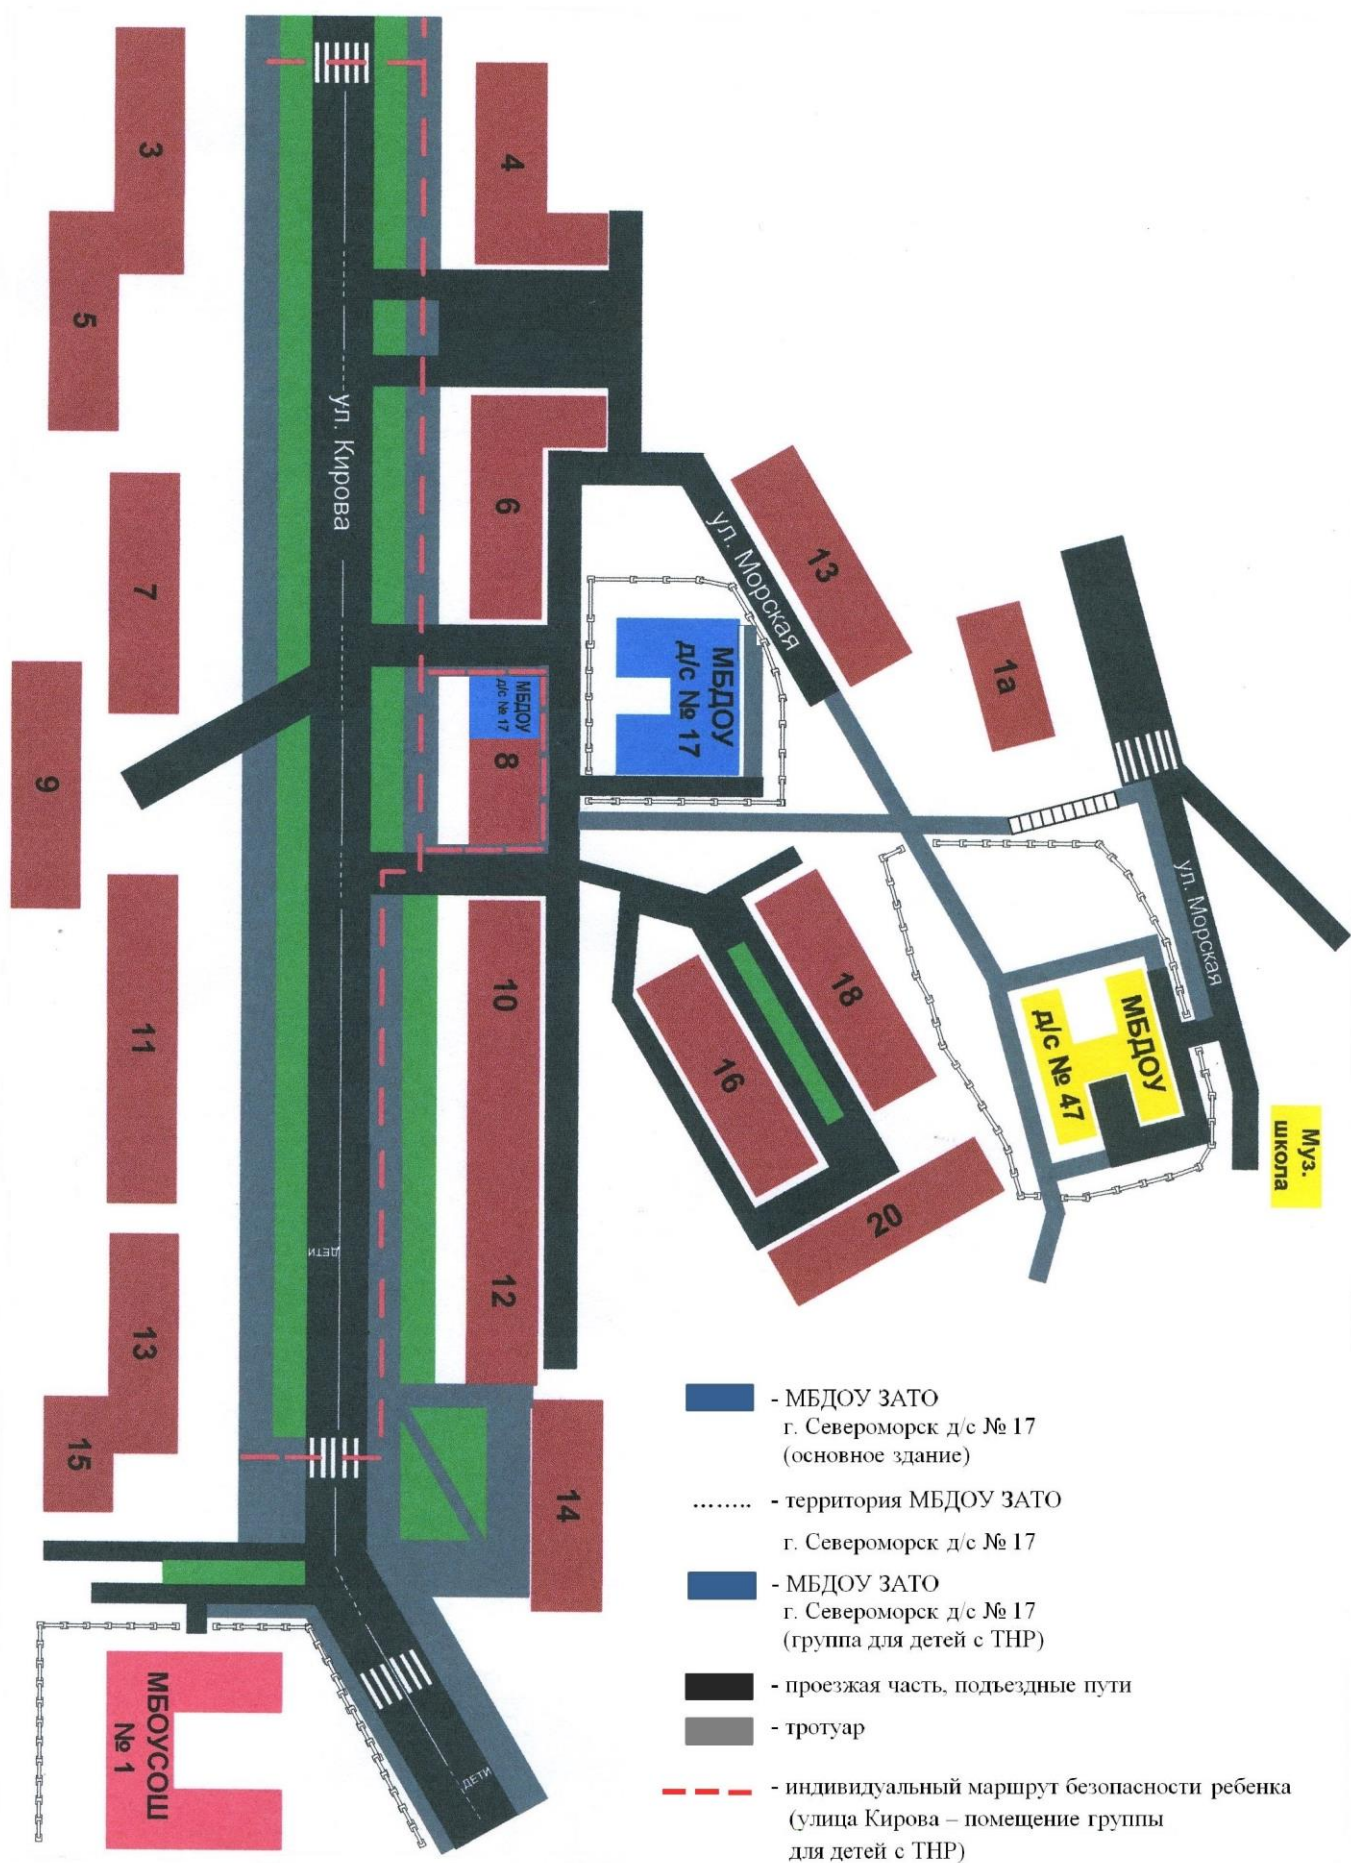 3
4
5
ул. Кирова
6
ул. Морская
13
7
1а
МБДОУ
д/с № 17
МБДОУ
д/с № 17
8
9
ул. Морская
10
18
11
16
МБДОУ
д/с № 47
Муз.
школа
20
ДЕТИ
12
13
15
14
МБОУСОШ
№ 1
ДЕТИ
- МБДОУ ЗАТО
г. Североморск д/с № 17
(основное здание)
........ - территория МБДОУ ЗАТО
г. Североморск д/с № 17
- МБДОУ ЗАТО
г. Североморск д/с № 17
(группа для детей с ТНР)
- проезжая часть, подъездные пути
- тротуар
- индивидуальный маршрут безопасности ребенка
(улица Кирова – помещение группы
для детей с ТНР)